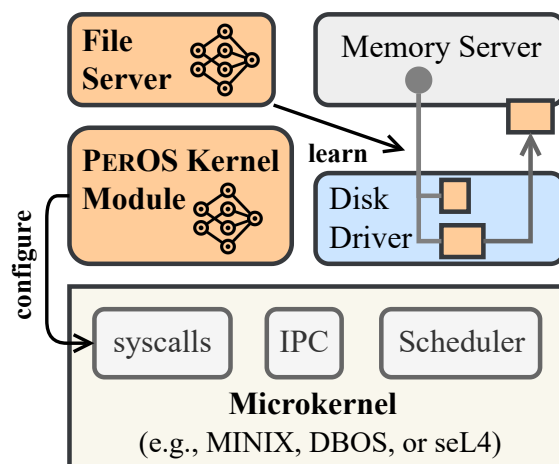 File
Server
Memory Server
learn
PEROS Kernel
Module
Disk
Driver
configure
syscalls
IPC
Scheduler
Microkernel
(e.g., MINIX, DBOS, or seL4)